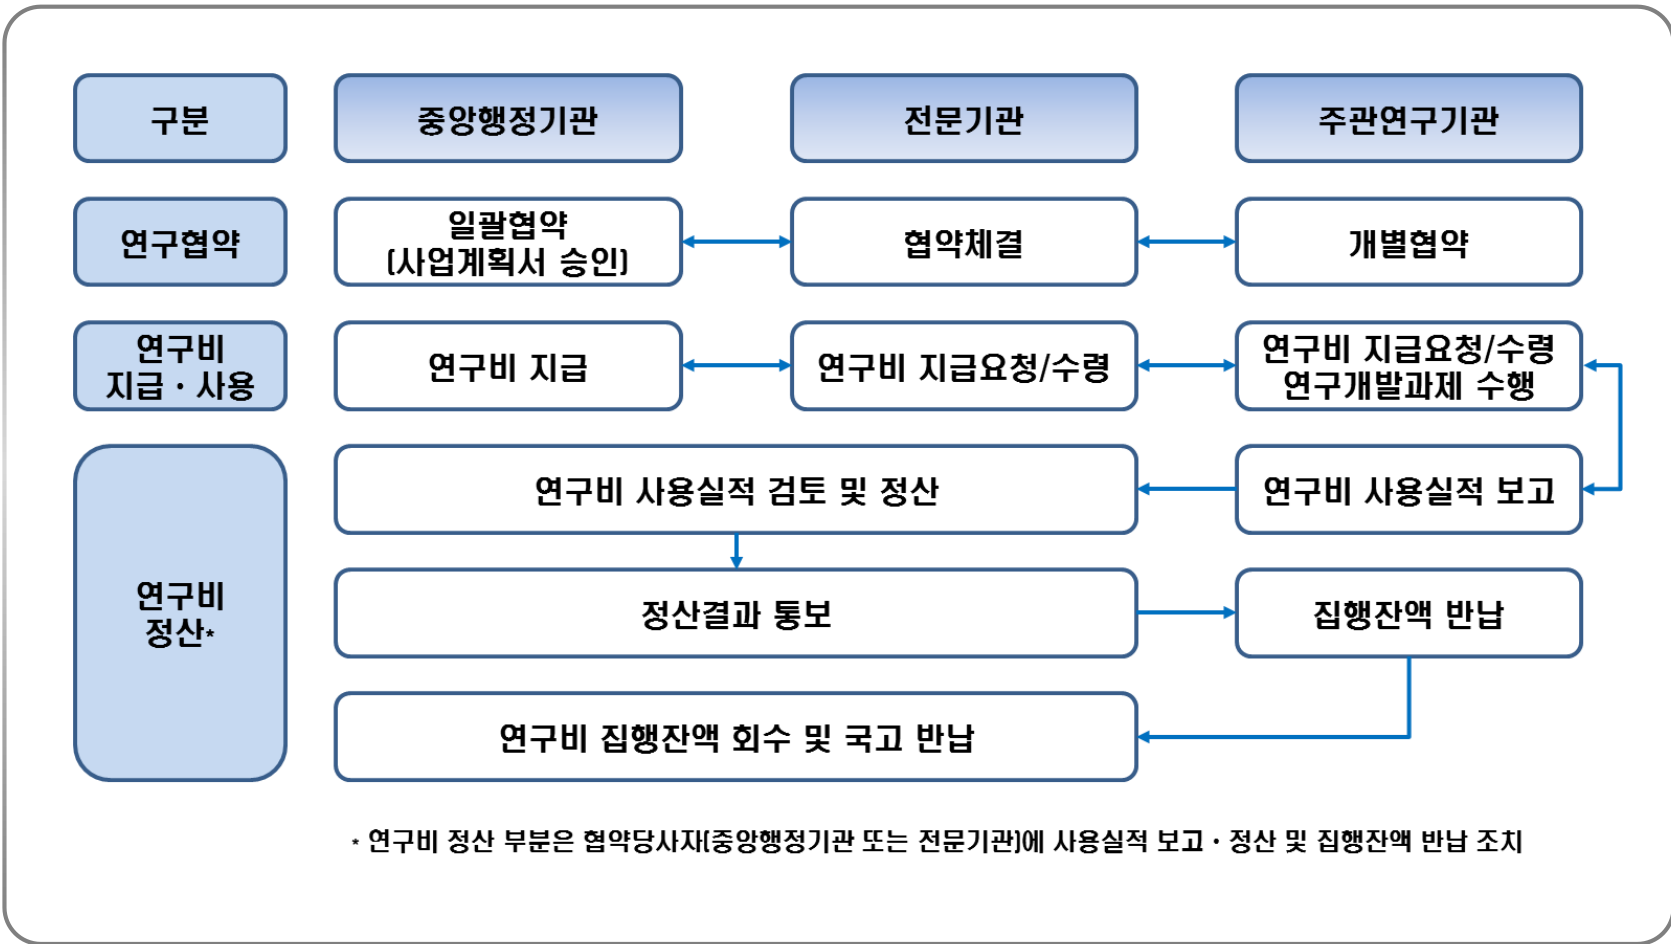 구분
중앙행정기관
전문기관
주관연구기관
연구협약
일괄협약
(사업계획서 승인)
협약체결
개별협약
연구비
지급 · 사용
연구비 지급
연구비 지급요청/수령
연구비 지급요청/수령
연구개발과제 수행
연구비
정산*
연구비 사용실적 검토 및 정산
연구비 사용실적 보고
정산결과 통보
집행잔액 반납
연구비 집행잔액 회수 및 국고 반납
* 연구비 정산 부분은 협약당사자(중앙행정기관 또는 전문기관)에 사용실적 보고 · 정산 및 집행잔액 반납 조치